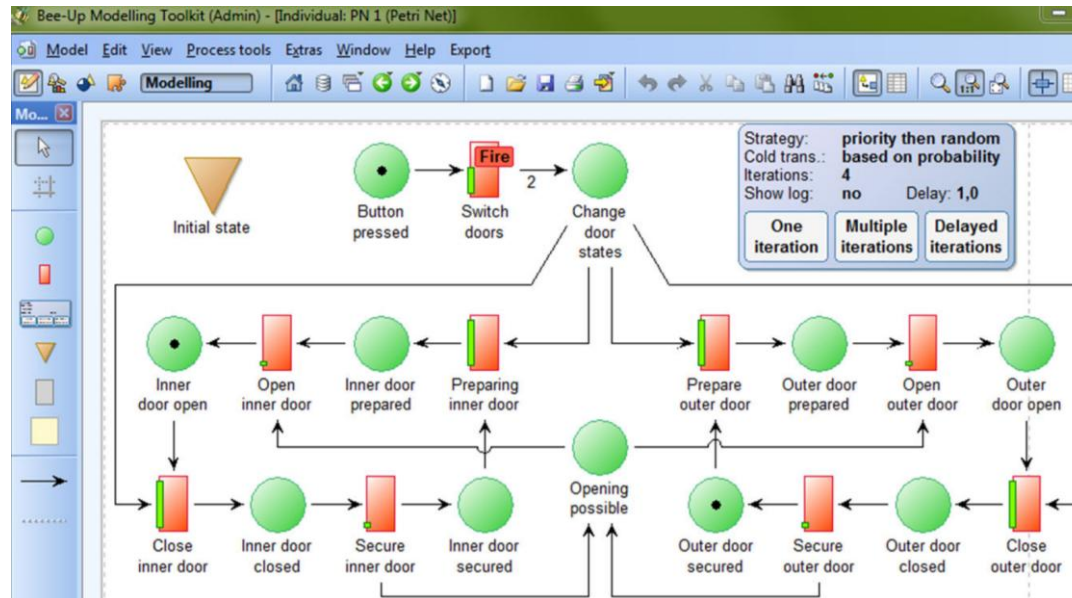 Bee-Up Modelling Toolkit (Admin) - [Individual: PN 1 (Petri Net)]
Model Edit View Process tools Extras Window Help Export
Modelling
1:1
Mo...
Initial state
Button
pressed
Fire
Switch
doors
2
Change
door
states
Strategy: priority then random
Cold trans.: based on probability
Iterations: 4
Show log: no Delay: 1,0
One
iteration
Multiple
iterations
Delayed
iterations
Inner
door open
Open
inner door
Inner door
prepared
Preparing
inner door
Prepare
outer door
Outer door
prepared
Open
outer door
Outer
door open
Opening
possible
Close
inner door
Inner door
closed
Secure
inner door
Inner door
secured
Outer door
secured
Secure
outer door
Outer door
closed
Close
outer door